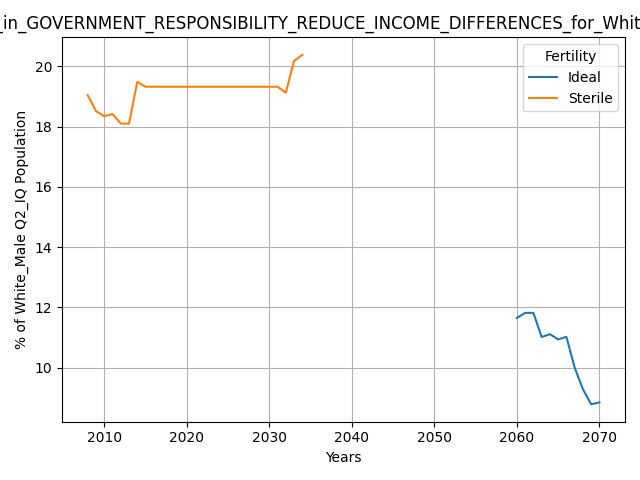 _in_GOVERNMENT_RESPONSIBILITY_REDUCE_INCOME_DIFFERENCES_for_Whit
Fertility
Ideal
Sterile
20
18
16
14
12
10
% of White_Male Q2_IQ Population
2010 2020 2030 2040 2050 2060 2070
Years